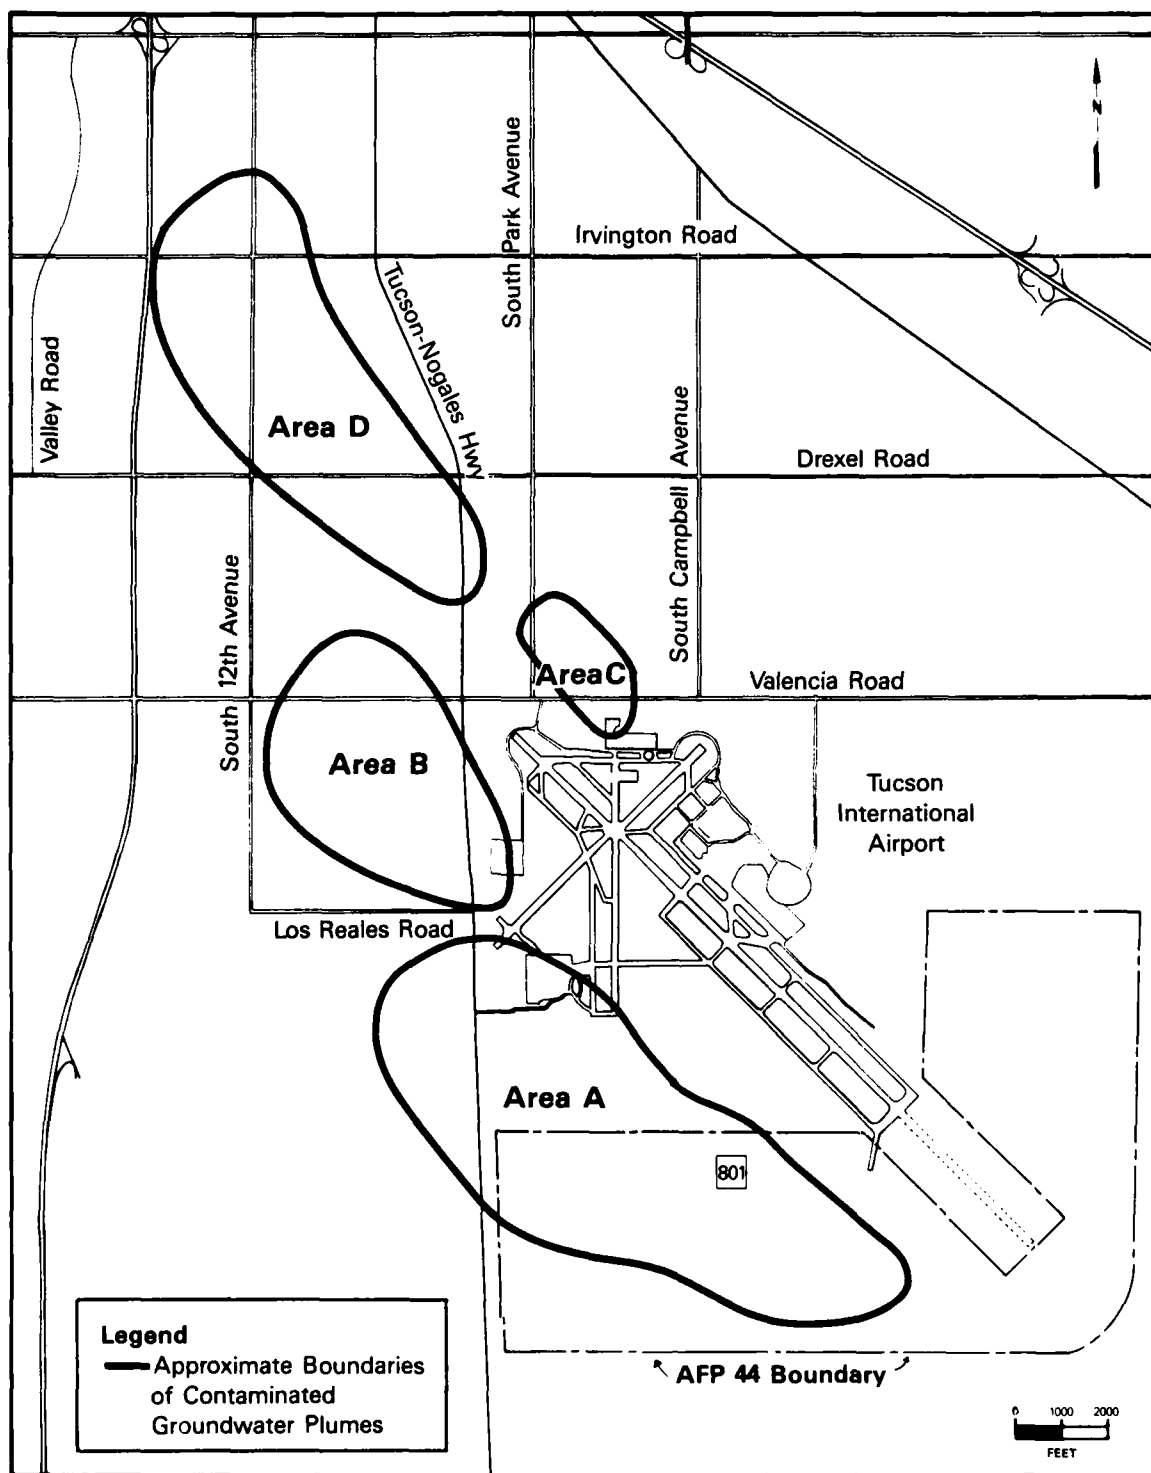 N
South Park Avenue
Irvington Road
Tucson-Nogales Hwy
Valley Road
Area D
South Campbell Avenue
Drexel Road
South 12th Avenue
Area C
Valencia Road
Area B
Tucson
International
Airport
Los Reales Road
Area A
801
Legend
Approximate Boundaries
of Contaminated
Groundwater Plumes
AFP 44 Boundary
0 1000 2000
FEET